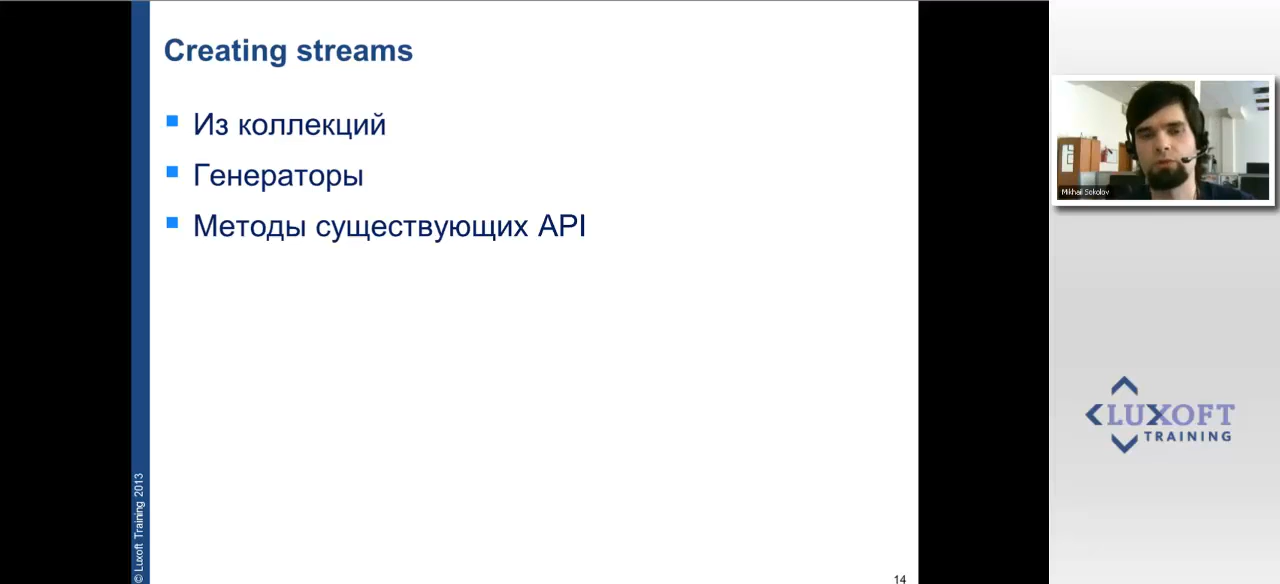 Creating streams
Из коллекций
Генераторы
Методы существующих API
© Luxoft Training 2013
14
Mikhail Sokolov
LUXOFT
TRAINING